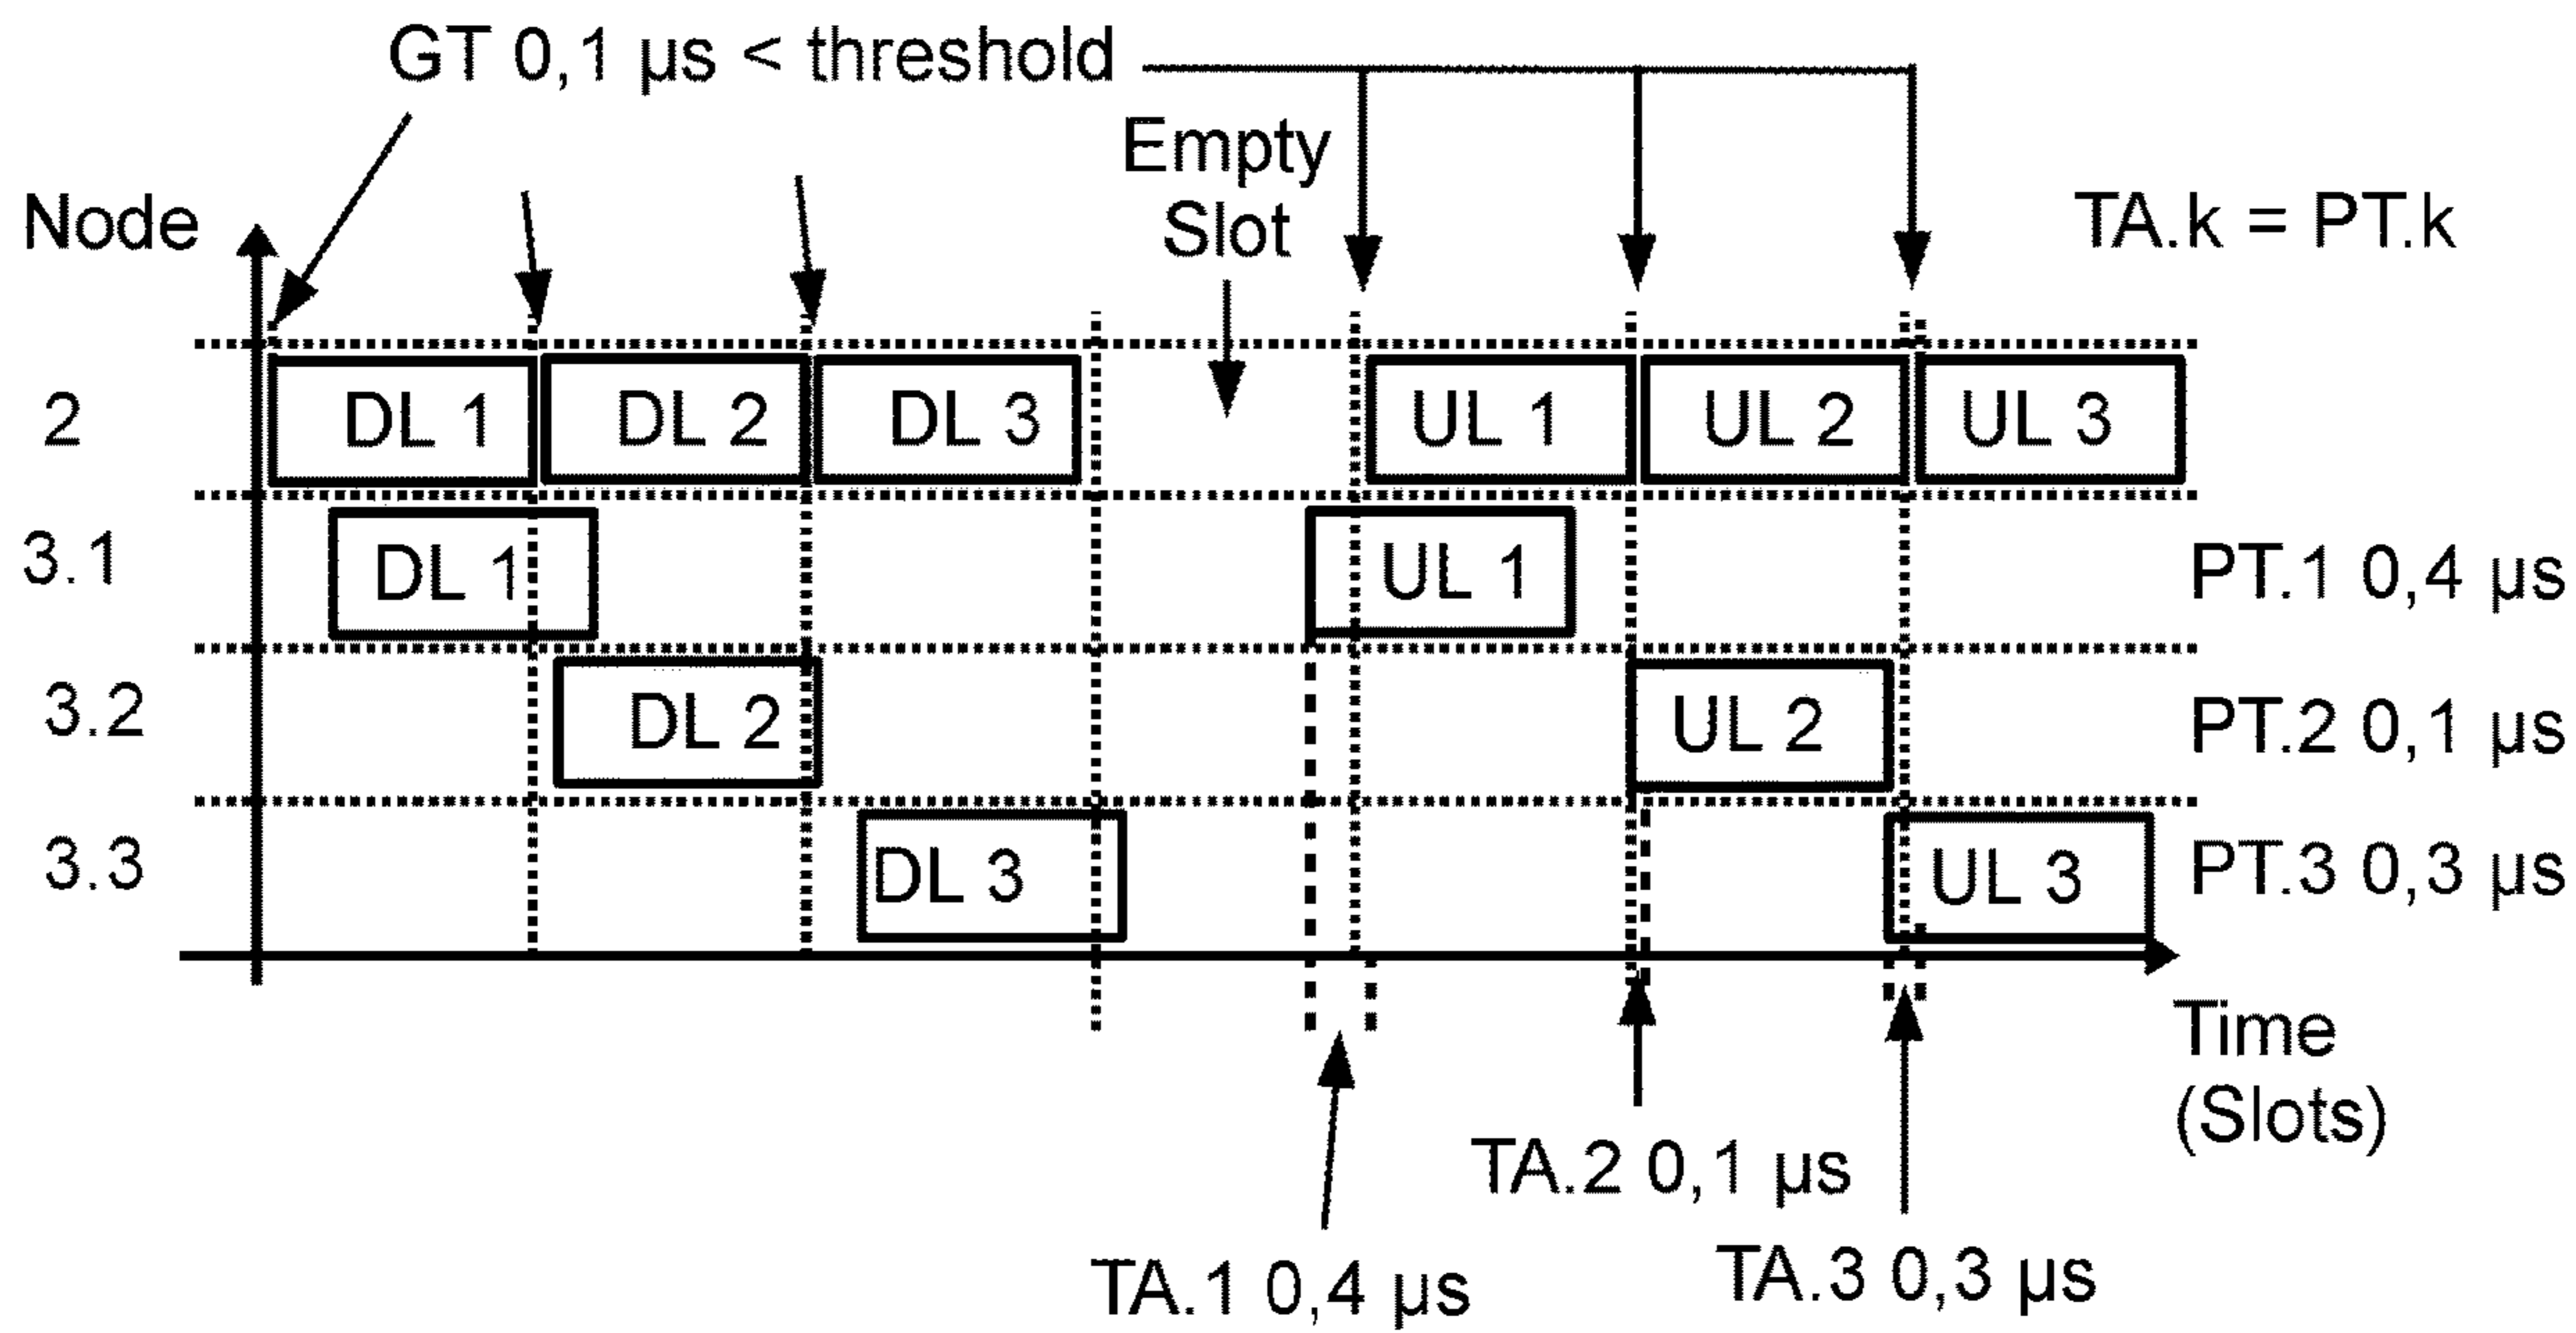 GT 0,1 µs < threshold
Empty
Slot
Node
TA.k = PT.k
2
DL 1
DL 2
DL 3
UL 1
UL 2
UL 3
3.1
DL 1
UL 1
PT.1 0,4 µs
3.2
DL 2
UL 2
PT.2 0,1 µs
3.3
DL 3
UL 3
PT.3 0,3 µs
Time
(Slots)
TA.2 0,1 µs
TA.1 0,4 µs
TA.3 0,3 µs